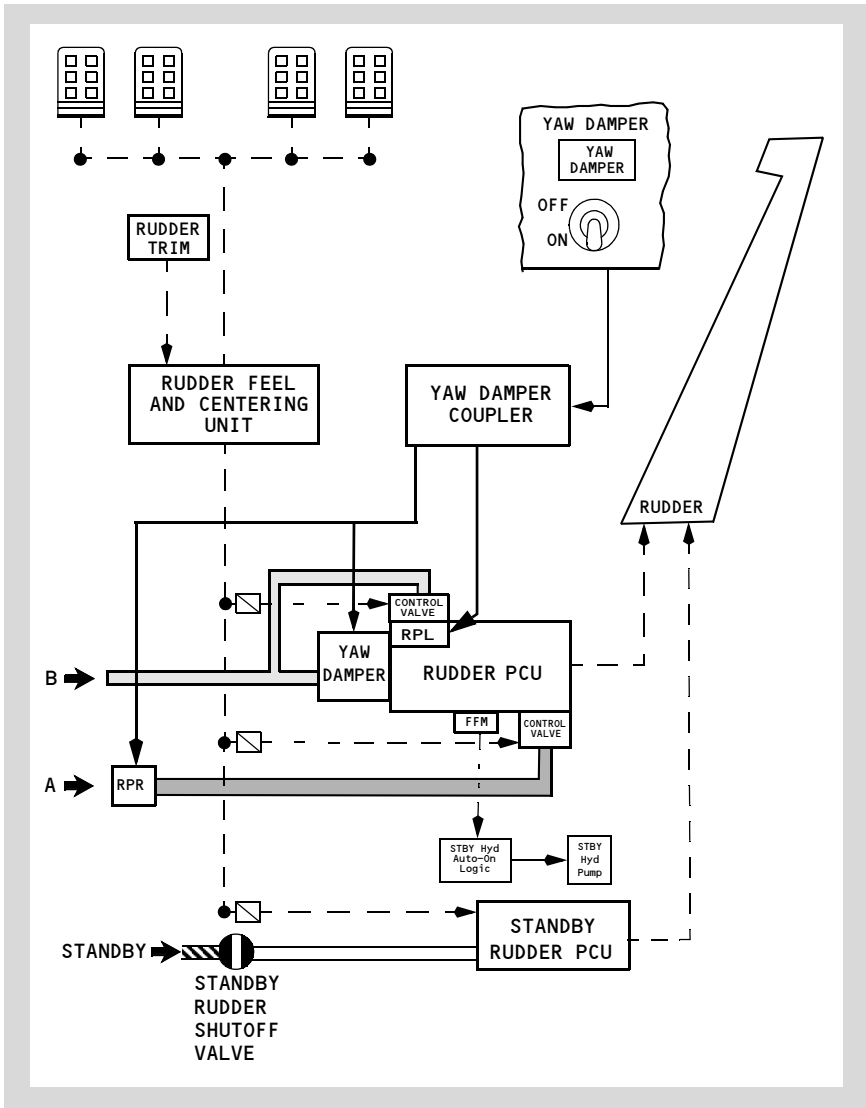 YAW DAMPER
YAW
DAMPER
OFF
ON
RUDDER
TRIM
RUDDER FEEL
AND CENTERING
UNIT
YAW DAMPER
COUPLER
RUDDER
CONTROL
VALVE
RPL
YAW
DAMPER
RUDDER PCU
B
FFM
CONTROL
VALVE
A
RPR
STBY Hyd
Auto-On
Logic
STBY
Hyd
Pump
STANDBY
RUDDER PCU
STANDBY
STANDBY
RUDDER
SHUTOFF
VALVE